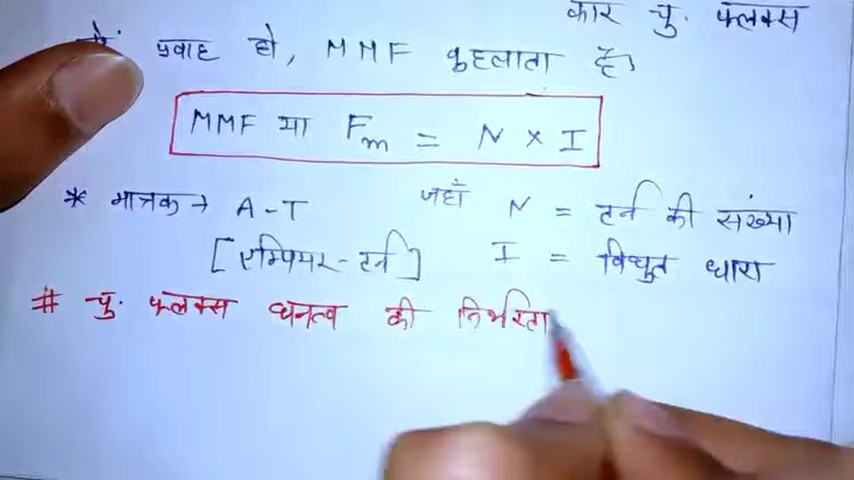 कार चु. फ्लक्स
प्रवाह हो, MMF कहलाता है।
MMF या Fm = N × I
* मात्रक → A-T जहाँ N = टर्न की संख्या
[एम्पियर-टर्न] I = विद्युत धारा
# चु. फ्लक्स घनत्व की निर्भरता